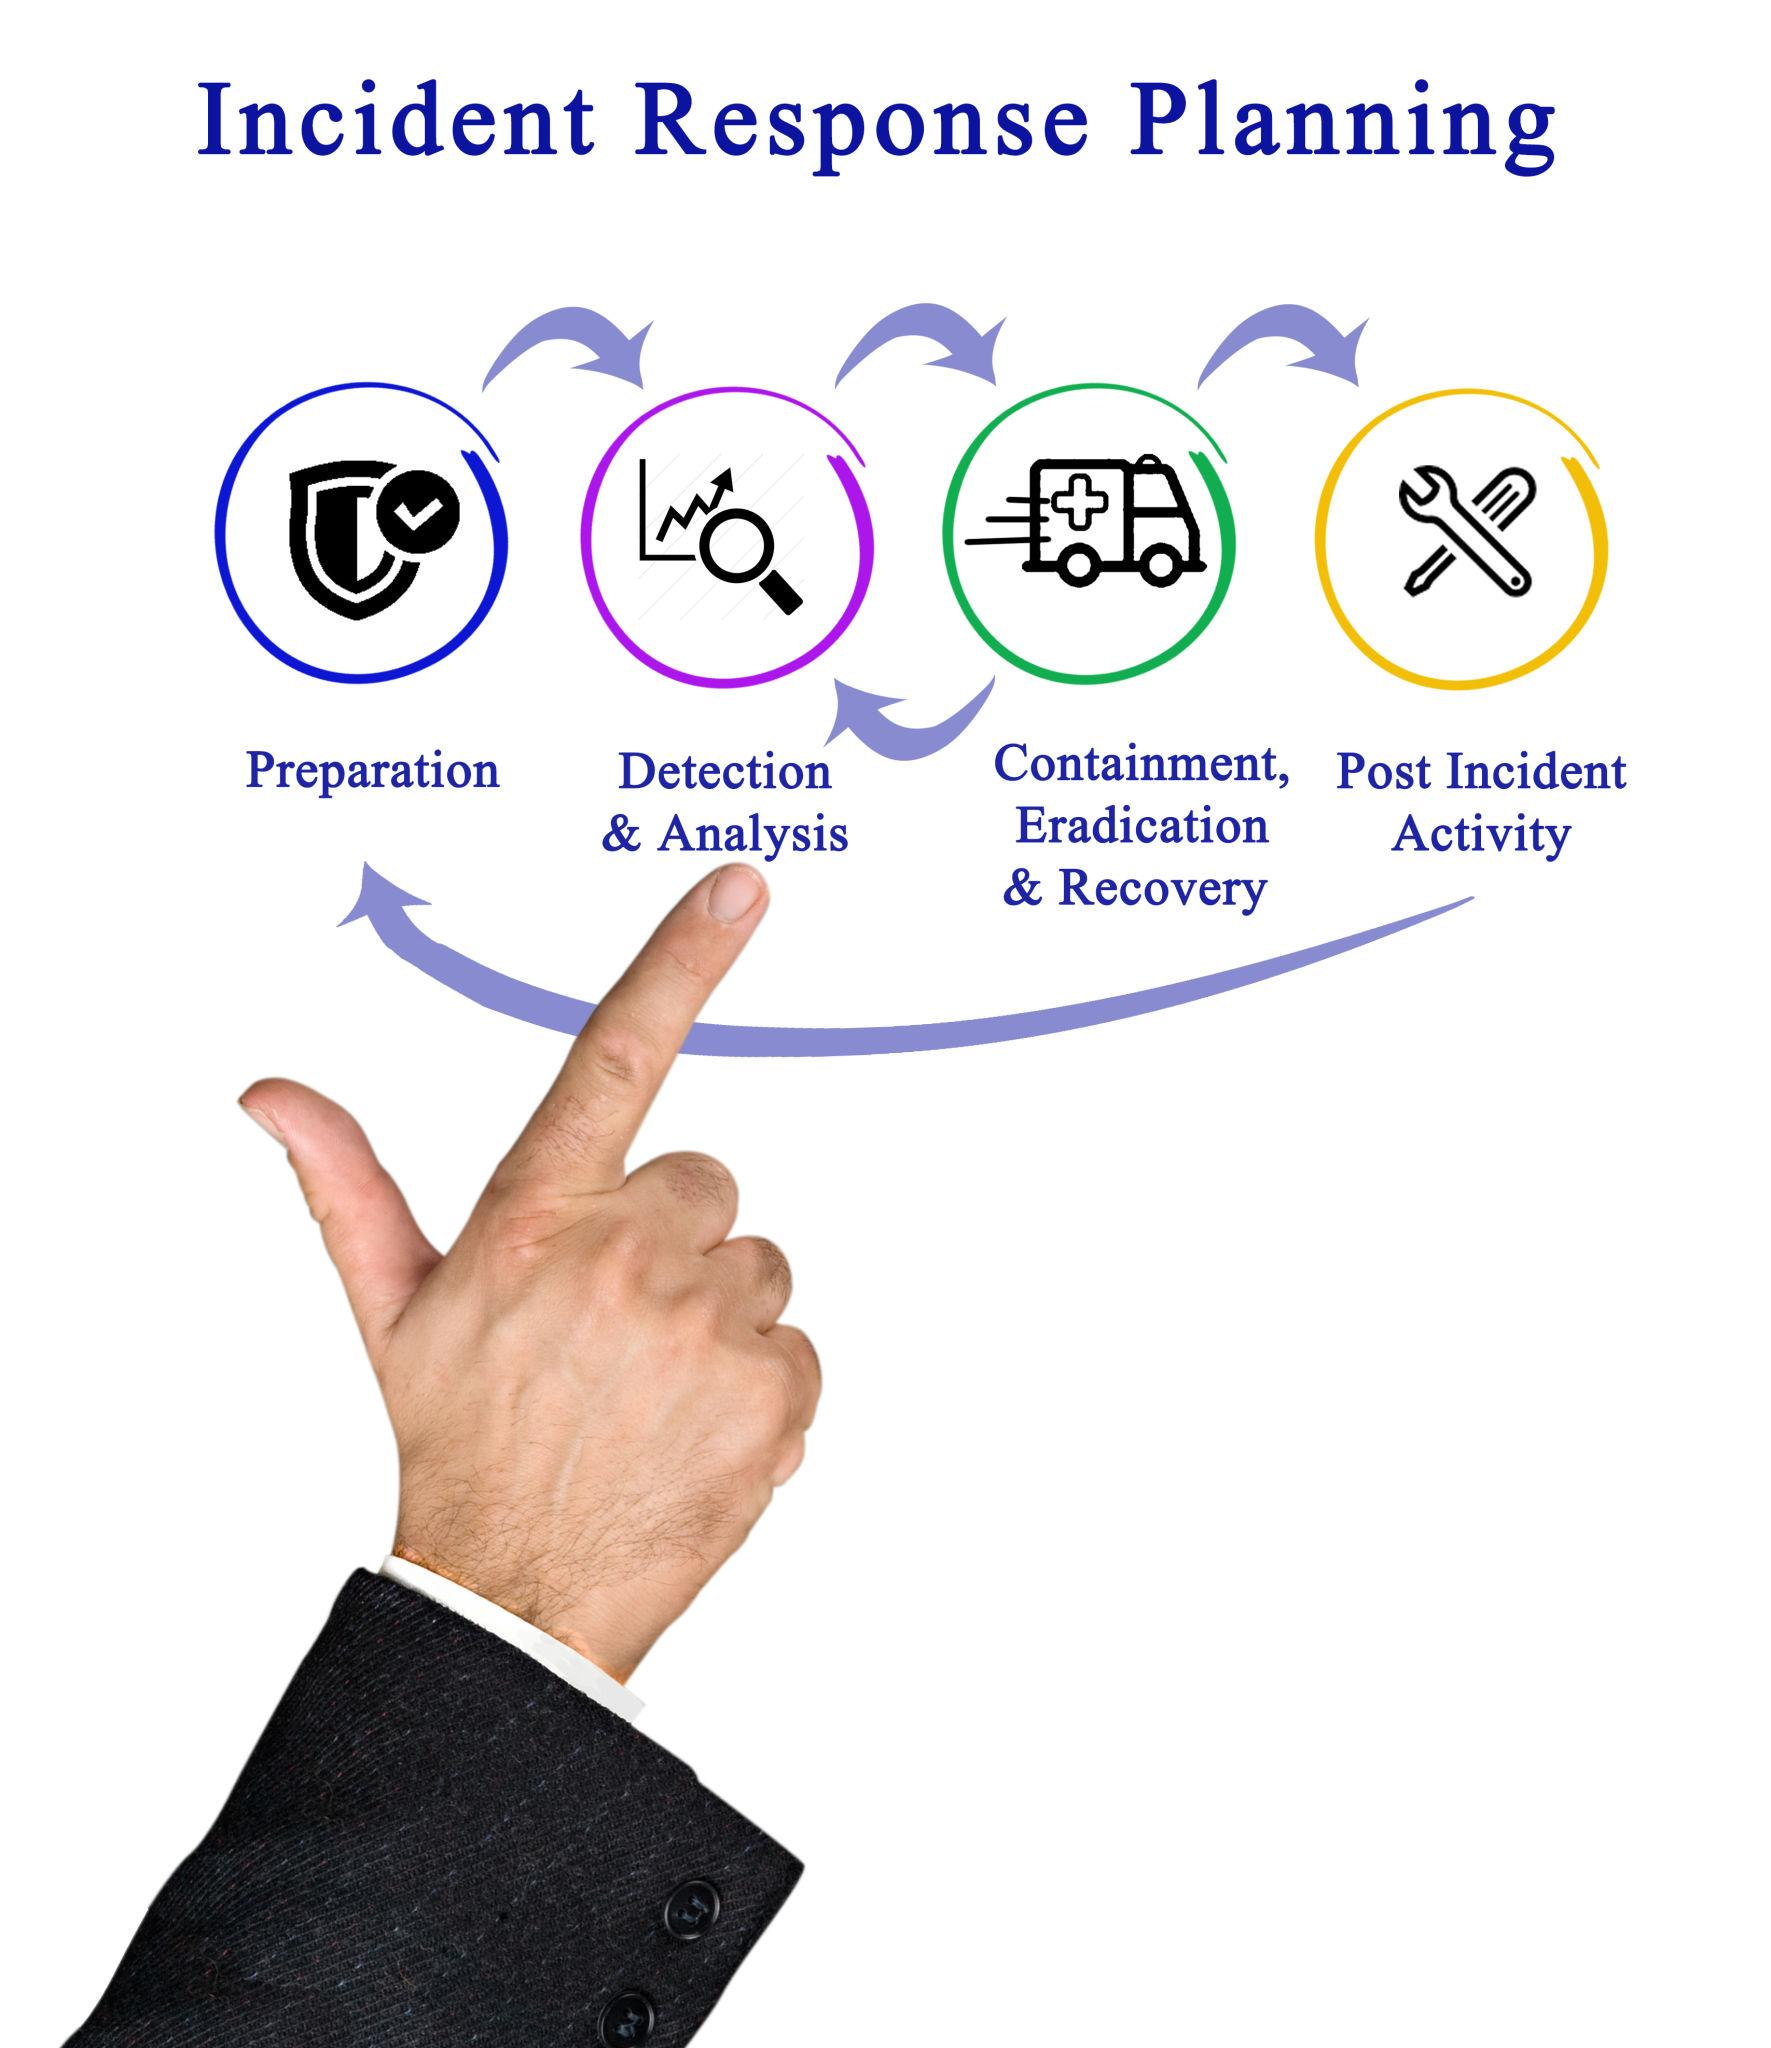 Incident Response Planning
Preparation
Detection
& Analysis
Containment,
Eradication
& Recovery
Post Incident
Activity